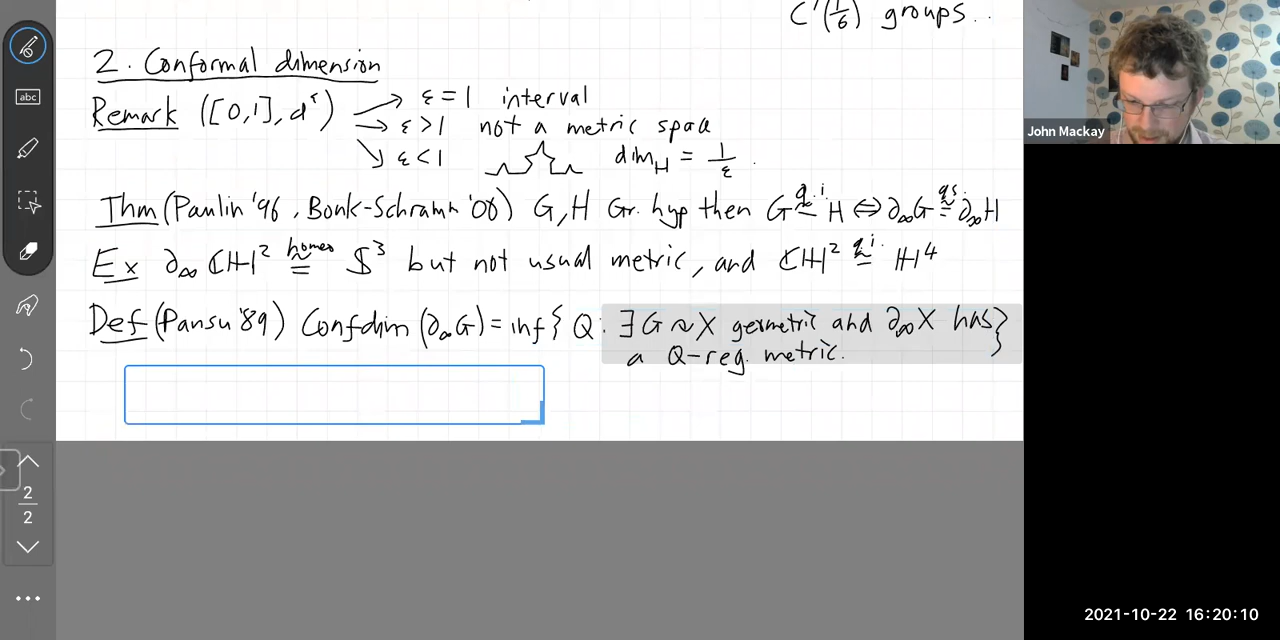 C'(1/6) groups..
2. Conformal dimension
Remark ([0,1], d^ε) → ε = 1 interval
→ ε > 1 not a metric space
↘ ε < 1 dim_H = 1/ε.
Thm (Paulin '96, Bonk-Schramm '00) G, H Gr. hyp then G ≅^{q.i.} H ⇔ ∂∞G ≅^{qs} ∂∞H
Ex ∂∞ ℂH² ≅^{homeo} S³ but not usual metric, and ℂH² ≇^{q.i.} H⁴
Def (Pansu '89) Confdim (∂∞G) = inf { Q : ∃ G ↷ X geometric and ∂∞X has }
a Q-reg. metric.
abc
2
2
John Mackay
2021-10-22 16:20:10